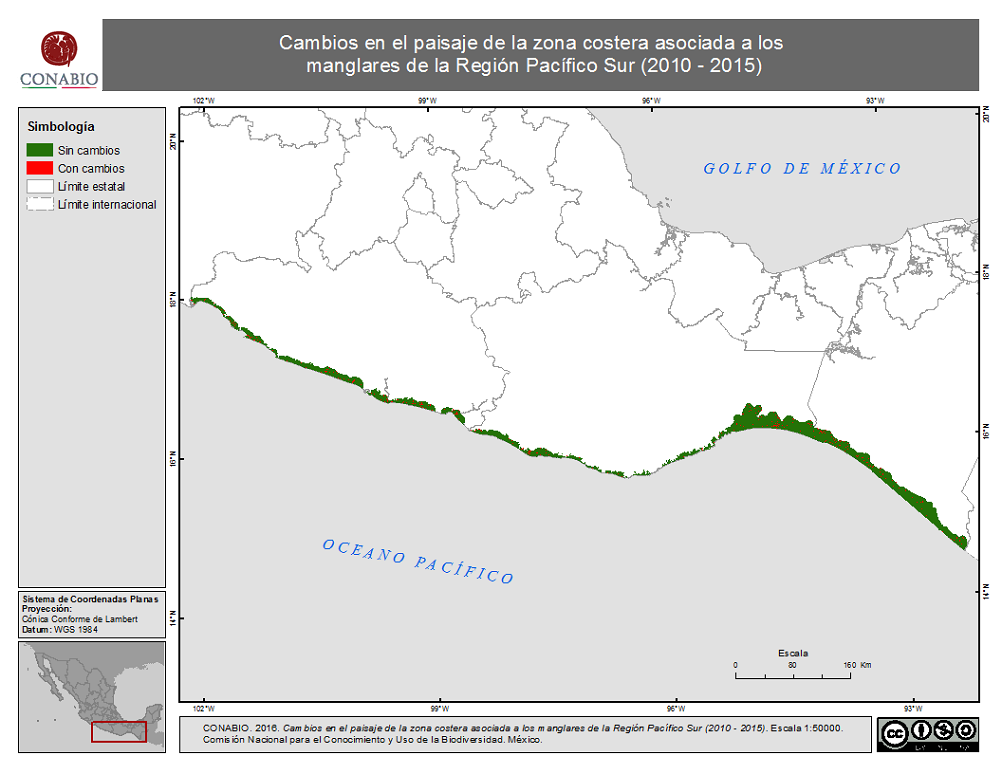 Cambios en el paisaje de la zona costera asociada a los
manglares de la Región Pacífico Sur (2010 - 2015)
CONABIO
Simbología
Sin cambios
Con cambios
Límite estatal
Límite internacional
102°W 99°W 96°W 93°W
20°N
20°N
GOLFO DE MÉXICO
18°N
18°N
16°N
16°N
OCEANO PACÍFICO
14°N
14°N
Escala
0 80 160 Km
102°W 99°W 96°W 93°W
Sistema de Coordenadas Planas
Proyección:
Cónica Conforme de Lambert
Datum: WGS 1984
CONABIO. 2016. Cambios en el paisaje de la zona costera asociada a los manglares de la Región Pacífico Sur (2010 - 2015). Escala 1:50000.
Comisión Nacional para el Conocimiento y Uso de la Biodiversidad. México.
cc
BY NC SA